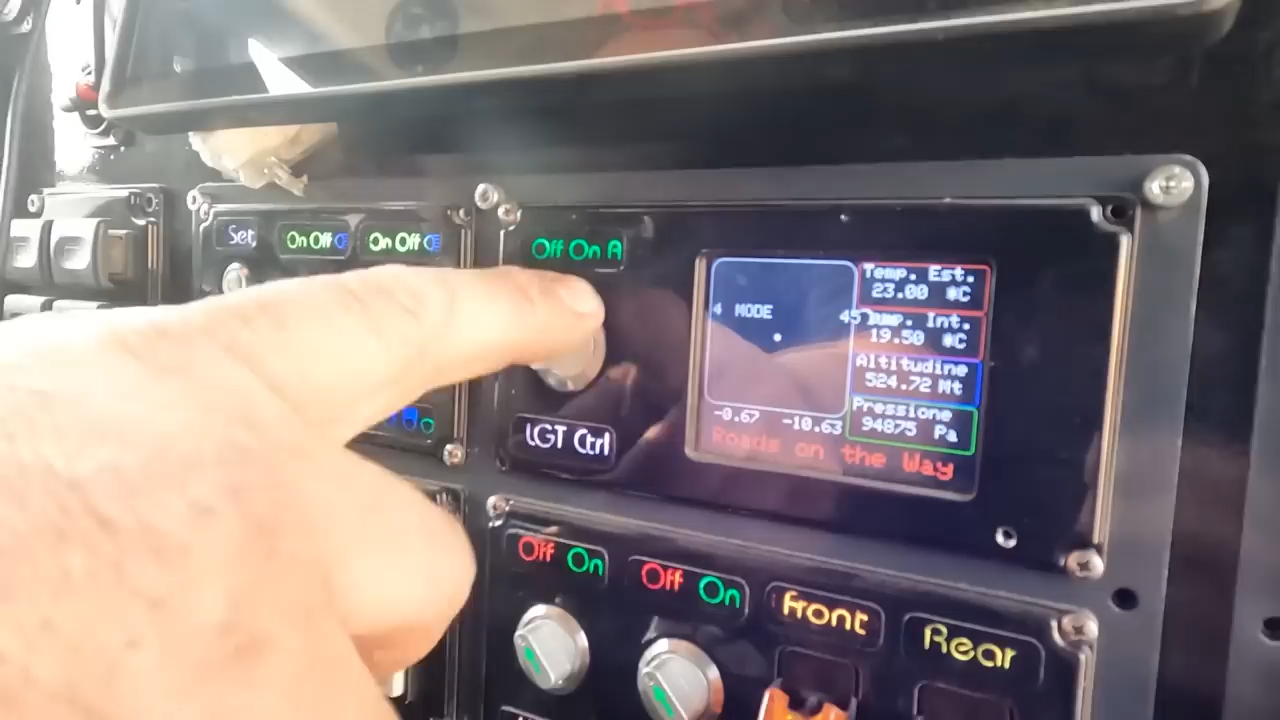 Set
On Off
On Off
Off On A
LGT Ctrl
4 MODE
45
-0.67 -10.63
Temp. Est.
23.00 *C
Int.
19.50 *C
Altitudine
524.72 Mt
Pressione
94875 Pa
Roads on the Way
Off On
Off On
Front
Rear